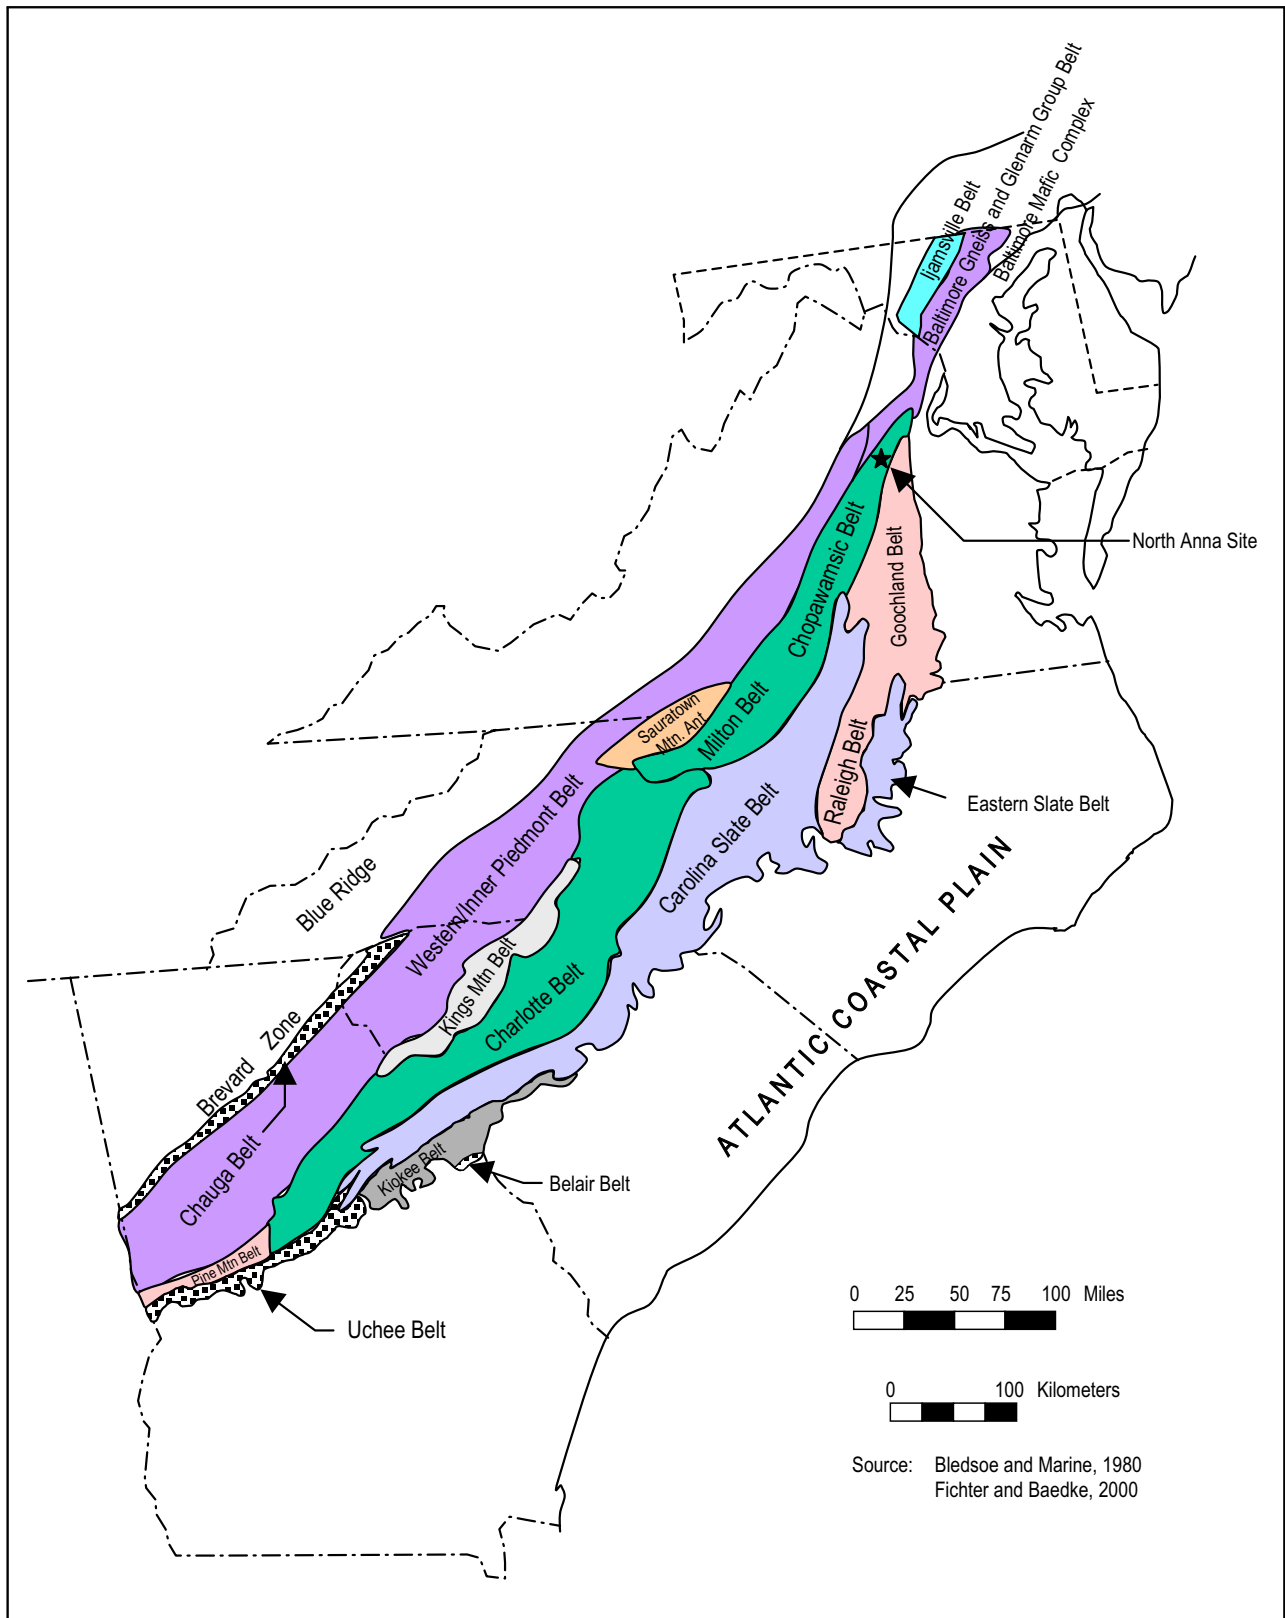 Baltimore Gneiss and Glenarm Group Belt
Baltimore Mafic Complex
Ijamsville Belt
North Anna Site
Chopawamsic Belt
Goochland Belt
Sauratown
Mtn. Ant
Milton Belt
Raleigh Belt
Eastern Slate Belt
Carolina Slate Belt
Western/Inner Piedmont Belt
Blue Ridge
Kings Mtn Belt
Charlotte Belt
ATLANTIC COASTAL PLAIN
Brevard Zone
Chauga Belt
Kiokee Belt
Belair Belt
Pine Mtn Belt
Uchee Belt
0 25 50 75 100 Miles
0 100 Kilometers
Source: Bledsoe and Marine, 1980
Fichter and Baedke, 2000